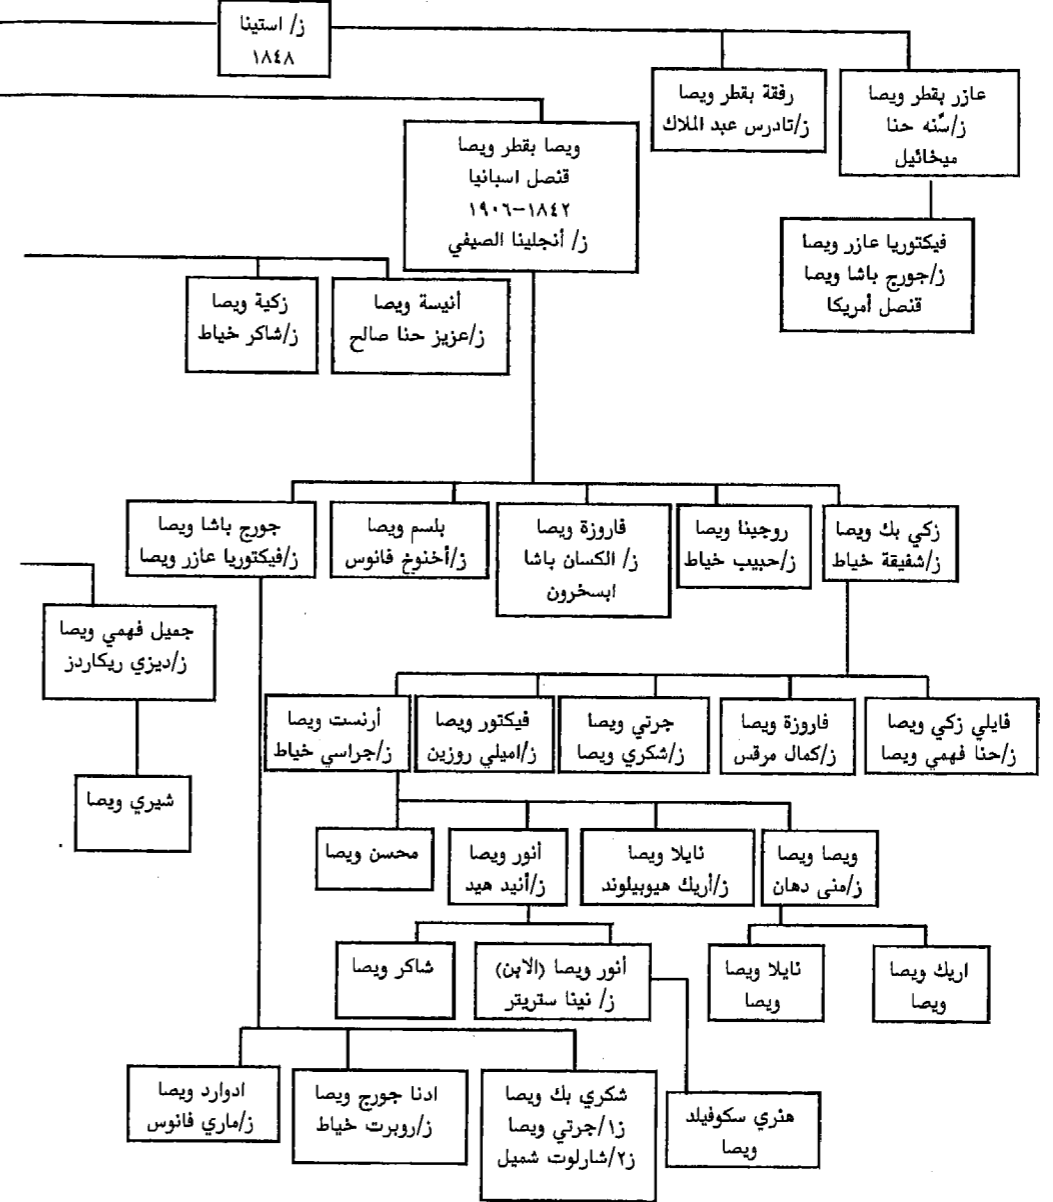 ز/ استينا
١٨٤٨
عازر بقطر ويصا
ز/سِّنه حنا
ميخائيل
رفقة بقطر ويصا
ز/تادرس عبد الملاك
ويصا بقطر ويصا
قنصل اسبانيا
١٨٤٢–١٩٠٦
ز/ أنجلينا الصيفي
فيكتوريا عازر ويصا
ز/جورج باشا ويصا
قنصل أمريكا
أنيسة ويصا
ز/عزيز حنا صالح
زكية ويصا
ز/شاكر خياط
زكي بك ويصا
ز/شفيقة خياط
روجينا ويصا
ز/حبيب خياط
فاروزة ويصا
ز/ الكسان باشا
ابسخرون
بلسم ويصا
ز/أخنوخ فانوس
جورج باشا ويصا
ز/فيكتوريا عازر ويصا
جميل فهمي ويصا
ز/ديزي ريكاردز
فايلي زكي ويصا
ز/حنا فهمي ويصا
فاروزة ويصا
ز/كمال مرقس
جرتي ويصا
ز/شكري ويصا
فيكتور ويصا
ز/اميلي روزين
أرنست ويصا
ز/جراسي خياط
شيري ويصا
ويصا ويصا
ز/منى دهان
نايلا ويصا
ز/أريك هيوبيلوند
أنور ويصا
ز/أنيد هيد
محسن ويصا
اريك ويصا
ويصا
نايلا ويصا
ويصا
أنور ويصا (الابن)
ز/ نينا ستريتر
شاكر ويصا
هنري سكوفيلد
ويصا
شكري بك ويصا
ز١/جرتي ويصا
ز٢/شارلوت شميل
ادنا جورج ويصا
ز/روبرت خياط
ادوارد ويصا
ز/ماري فانوس